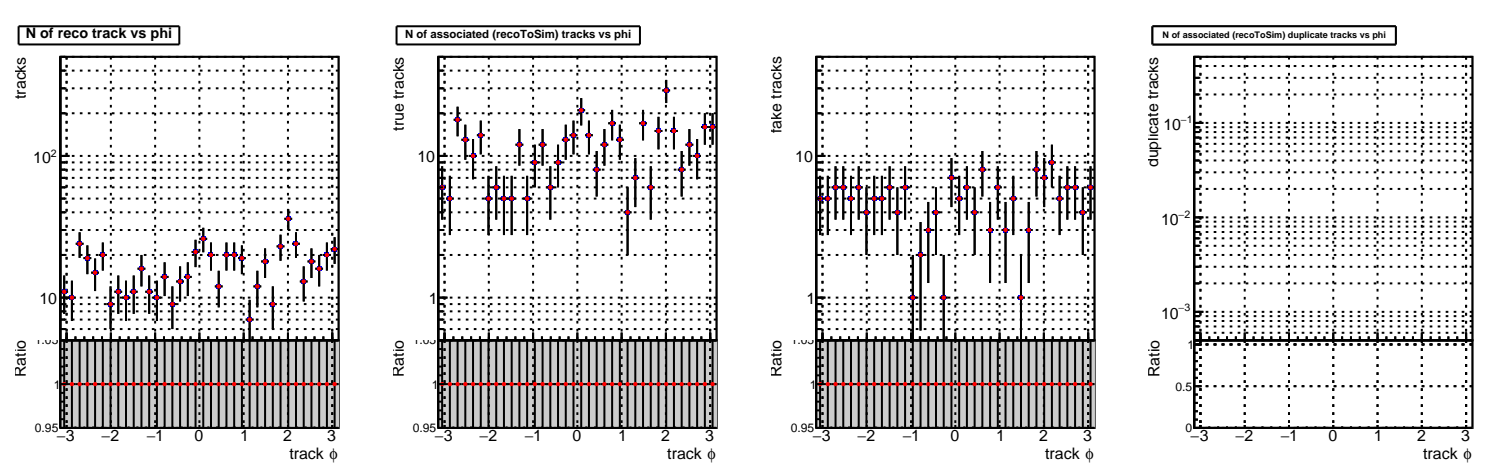 N of reco track vs phi
tracks
10²
10
Ratio
1.05
1
0.95
−3 −2 −1 0 1 2 3
track ϕ
N of associated (recoToSim) tracks vs phi
true tracks
10
1
Ratio
1.05
1
0.95
−3 −2 −1 0 1 2 3
track ϕ
fake tracks
10
1
Ratio
1.05
1
0.95
−3 −2 −1 0 1 2 3
track ϕ
N of associated (recoToSim) duplicate tracks vs phi
duplicate tracks
10⁻¹
10⁻²
10⁻³
Ratio
1
0.5
0
−3 −2 −1 0 1 2 3
track ϕ